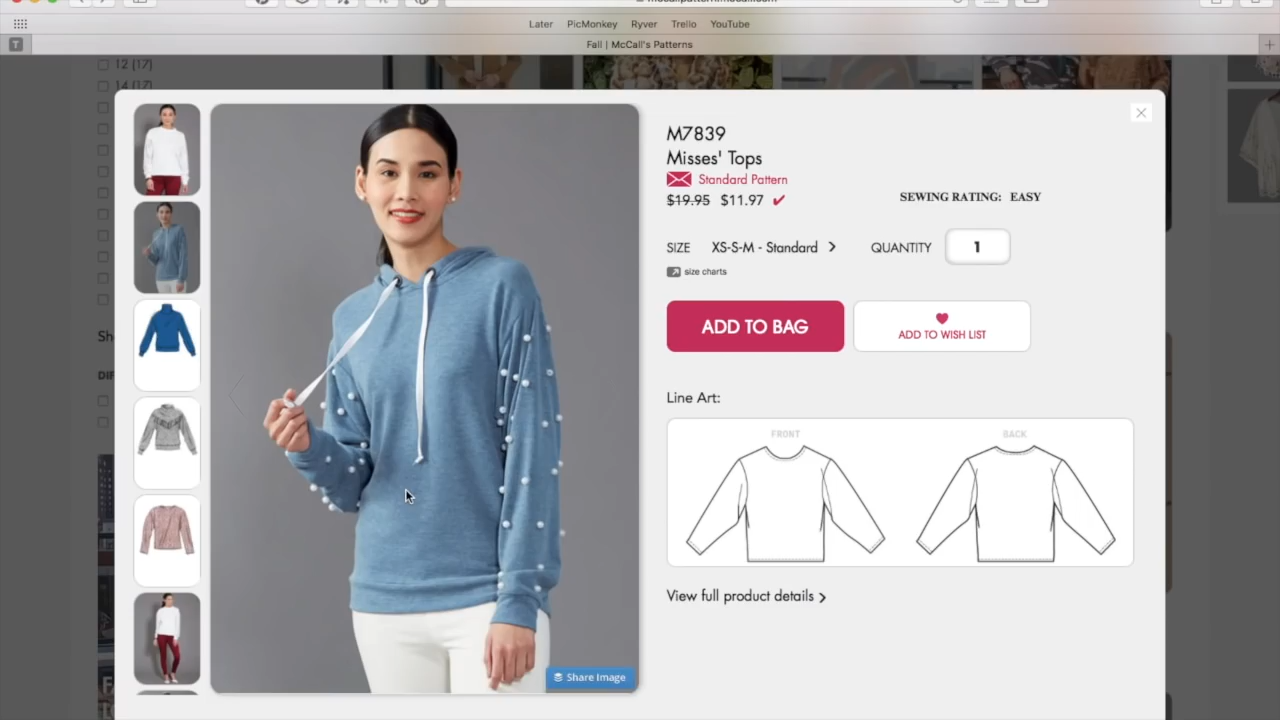 Later PicMonkey Ryver Trello YouTube
T
Fall | McCall's Patterns
12 (17)
14 (17)
M7839
Misses' Tops
Standard Pattern
$19.95 $11.97
SEWING RATING: EASY
SIZE XS-S-M - Standard QUANTITY 1
size charts
ADD TO BAG
ADD TO WISH LIST
Line Art:
FRONT BACK
View full product details
Share Image